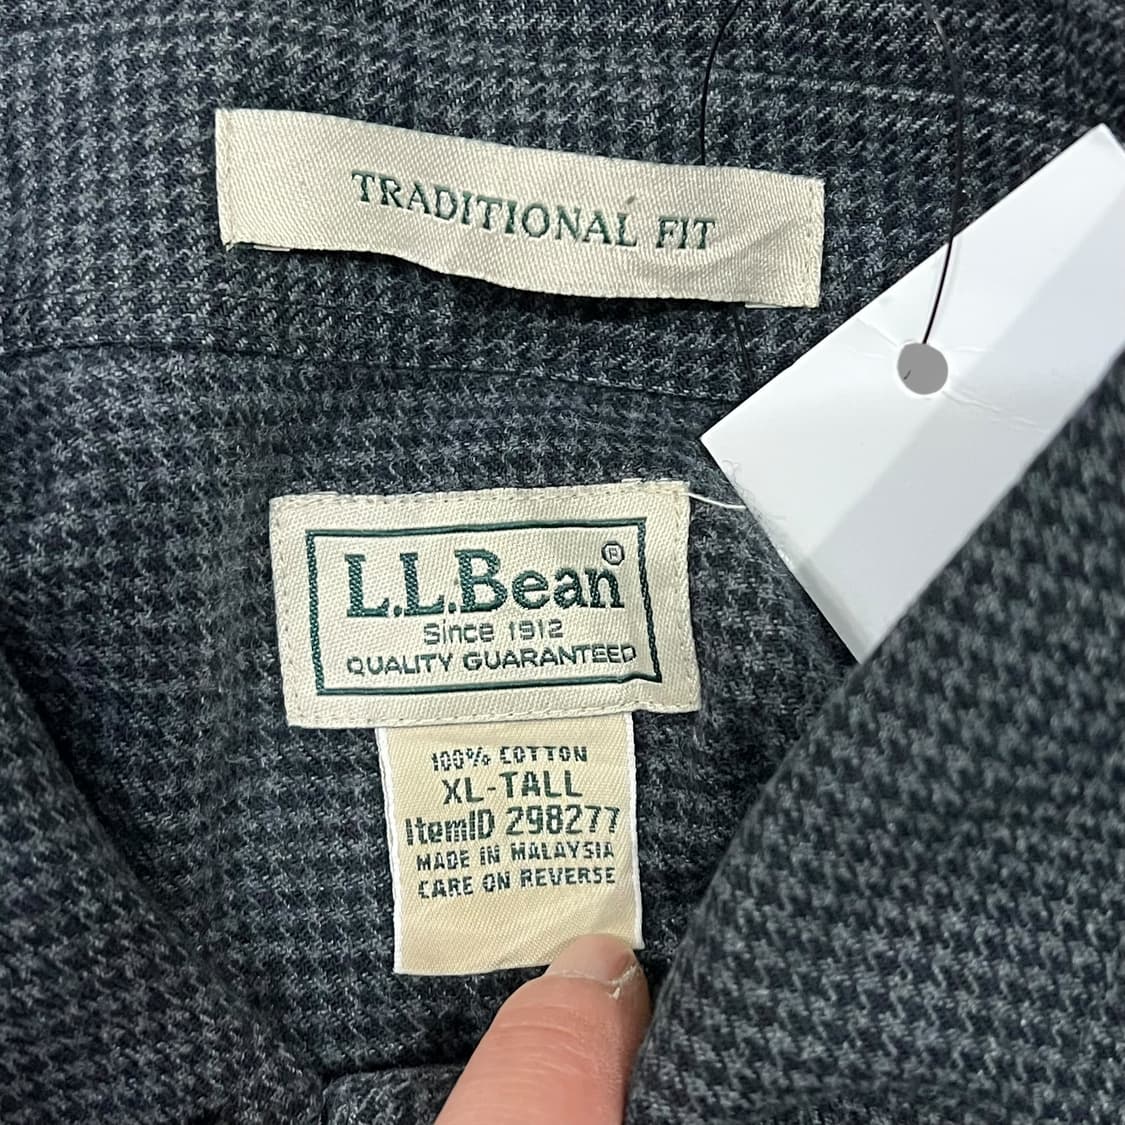 TRADITIONAL FIT
L.L.Bean®
Since 1912
QUALITY GUARANTEED
100% COTTON
XL-TALL
ItemID 298277
MADE IN MALAYSIA
CARE ON REVERSE